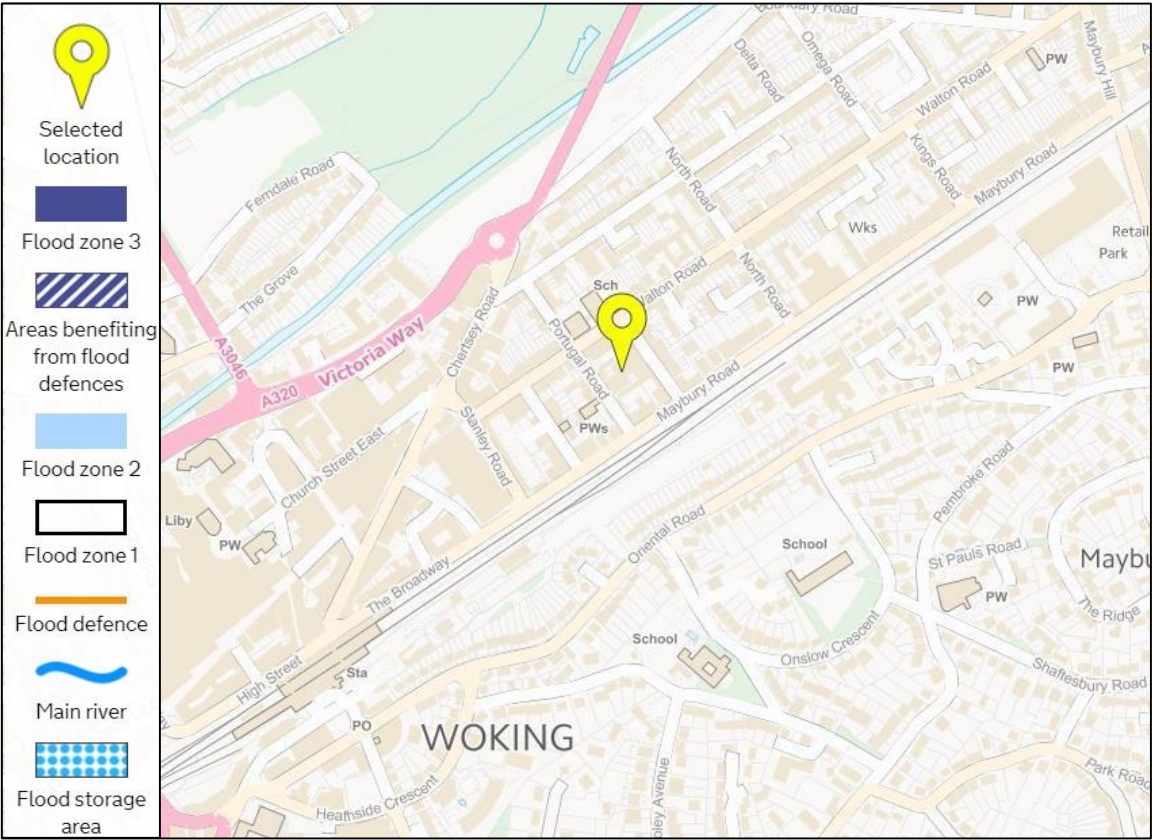 Selected
location
Flood zone 3
Areas benefiting
from flood
defences
Flood zone 2
Flood zone 1
Flood defence
Main river
Flood storage
area
Road
Delta Road
Omega Road
Walton Road
PW
Maybury Hill
Ferndale Road
North Road
Kings Road
Maybury Road
Wks
Retail
Park
The Grove
Sch
Walton Road
North Road
PW
A3046
A320
Victoria Way
Chertsey Road
Portugal Road
Maybury Road
PW
Stanley Road
PWs
Church Street East
Liby
PW
Oriental Road
Pembroke Road
School
St Pauls Road
Maybu
The Broadway
PW
The Ridge
School
Onslow Crescent
High Street
Sta
Shaftesbury Road
PO
WOKING
Heathside Crescent
Park Road
pley Avenue